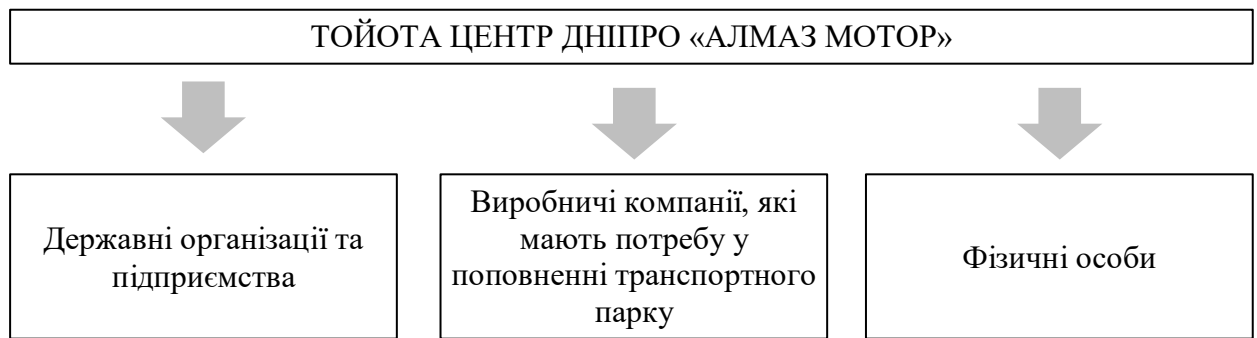 ТОЙОТА ЦЕНТР ДНІПРО «АЛМАЗ МОТОР»
Державні організації та
підприємства
Виробничі компанії, які
мають потребу у
поповненні транспортного
парку
Фізичні особи